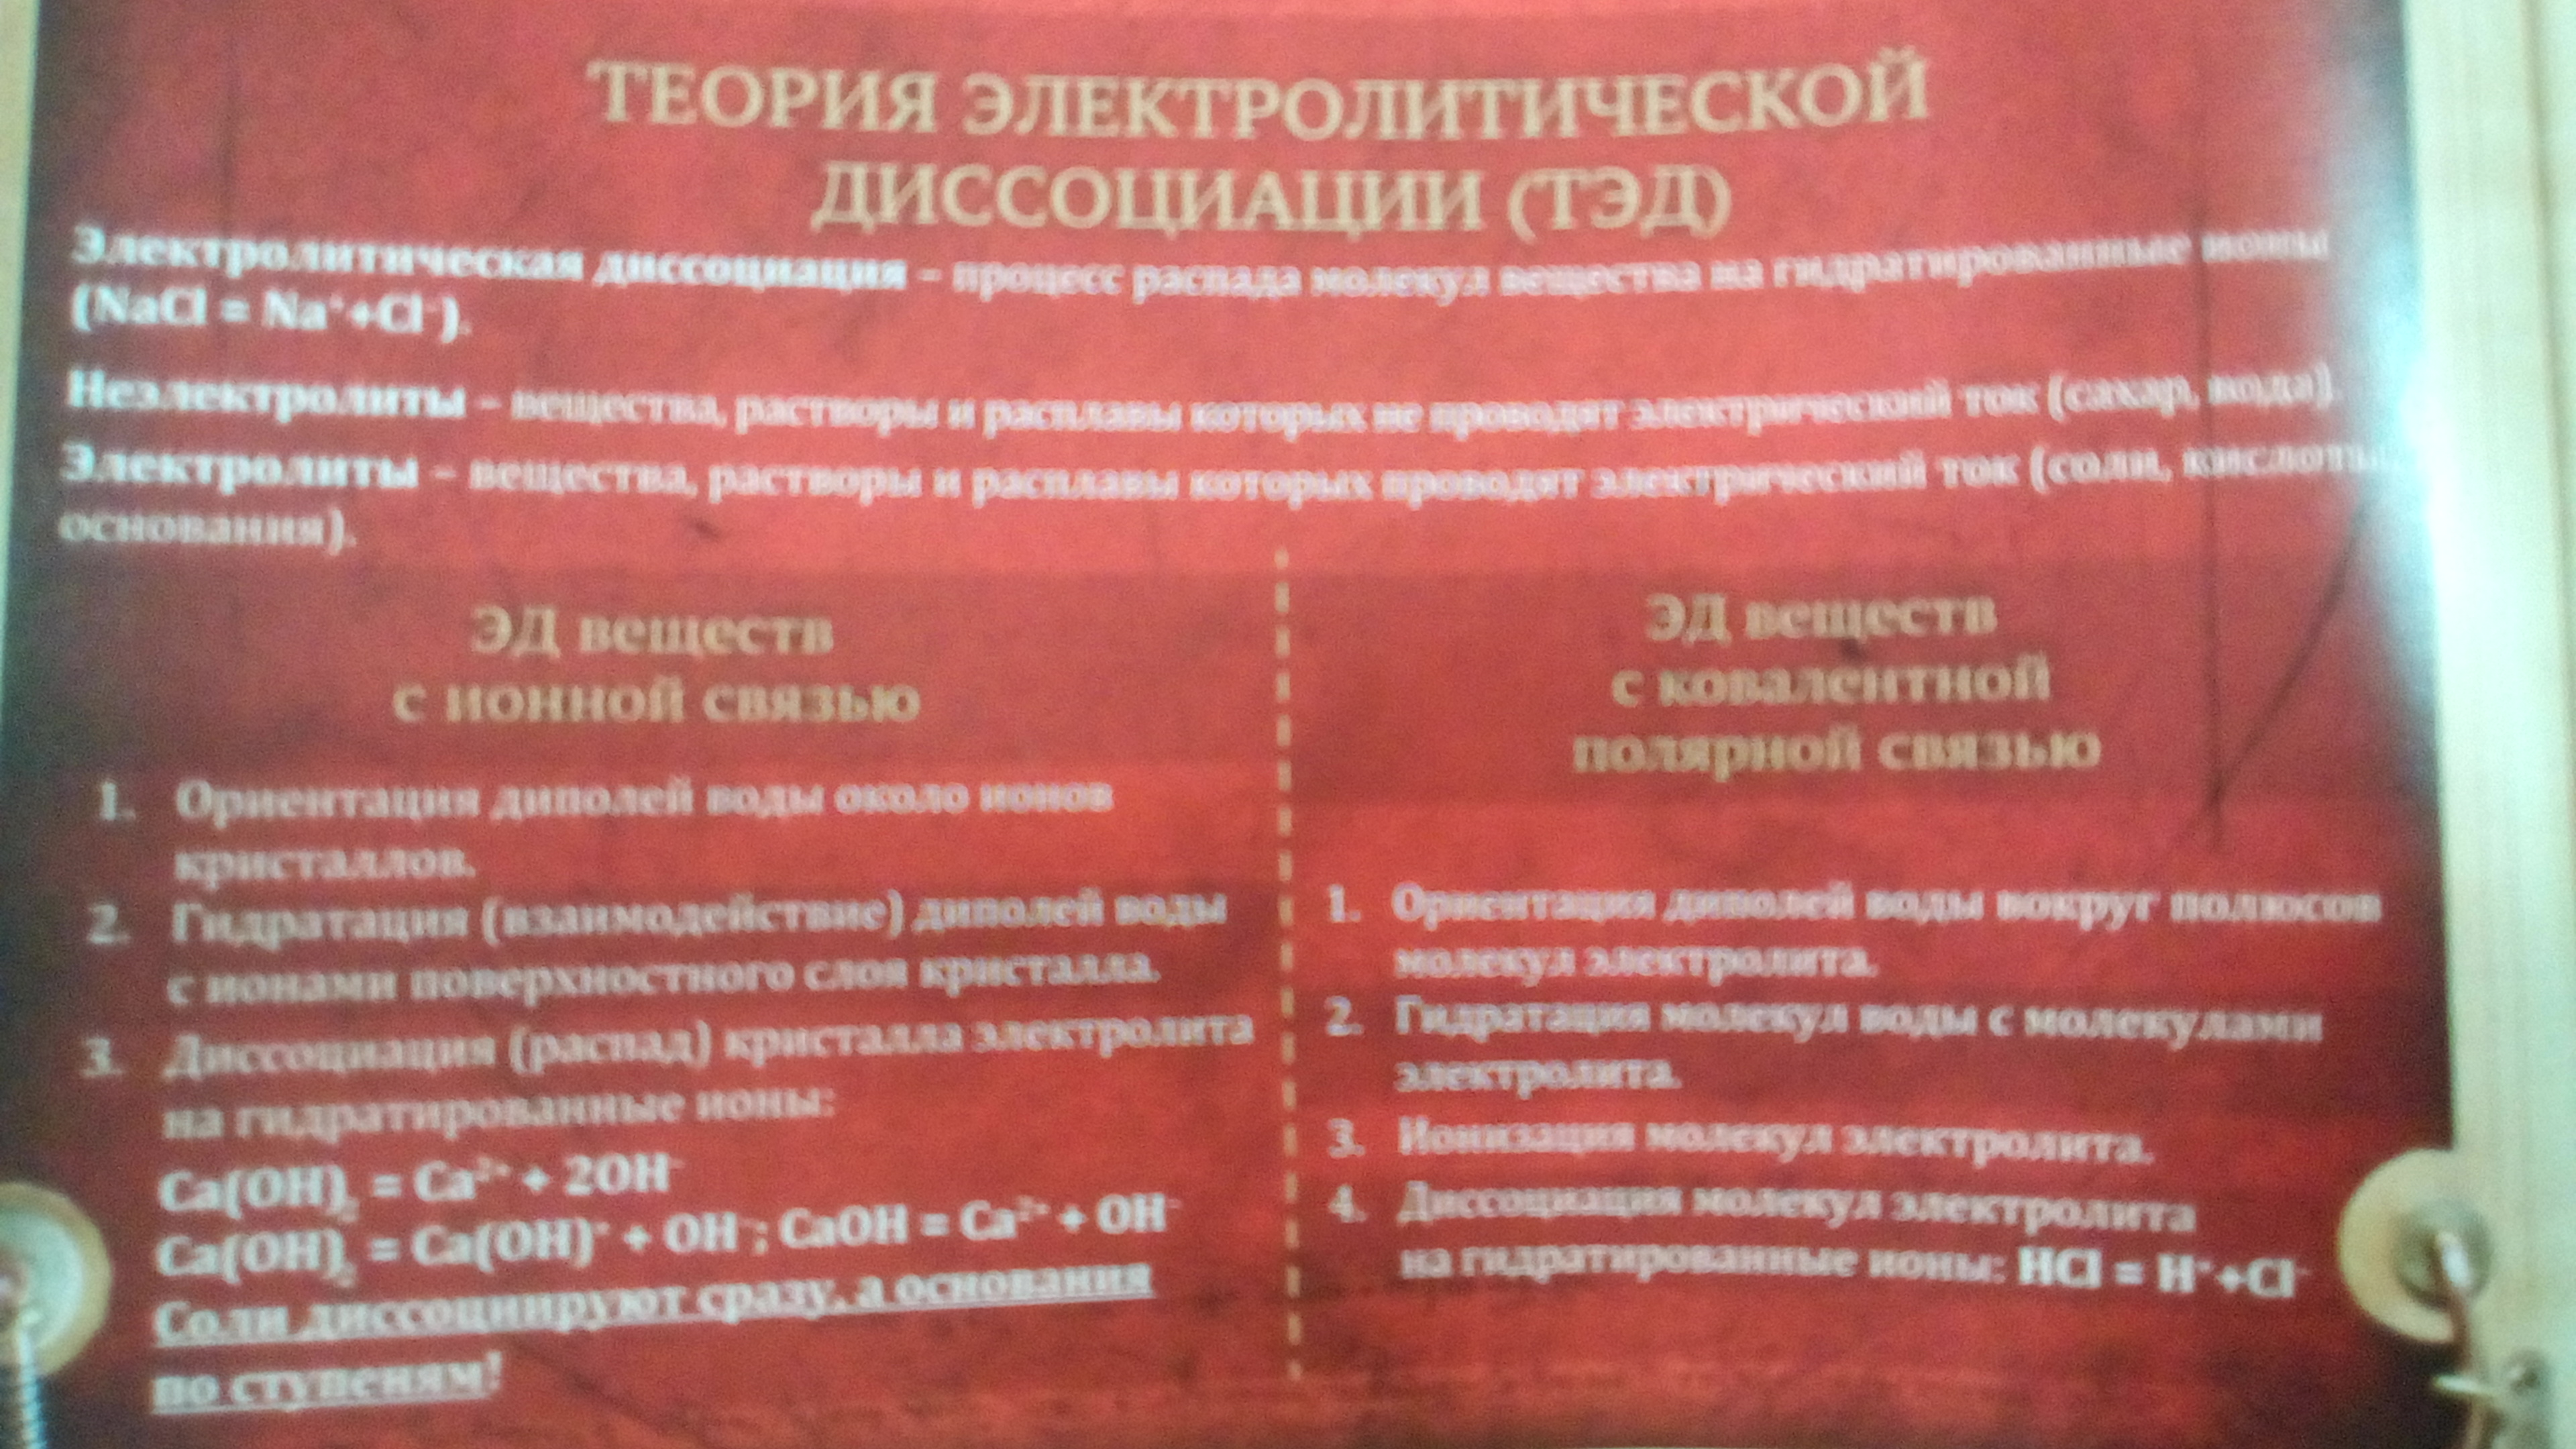 ТЕОРИЯ ЭЛЕКТРОЛИТИЧЕСКОЙ
ДИССОЦИАЦИИ (ТЭД)
Электролитическая диссоциация – процесс распада молекул вещества на гидратированные ионы
(NaCl = Na⁺+Cl⁻).
Неэлектролиты – вещества, растворы и расплавы которых не проводят электрический ток (сахар, вода).
Электролиты – вещества, растворы и расплавы которых проводят электрический ток (соли, кислоты,
основания).
ЭД веществ
с ионной связью
1. Ориентация диполей воды около ионов
кристаллов.
2. Гидратация (взаимодействие) диполей воды
с ионами поверхностного слоя кристалла.
3. Диссоциация (распад) кристалла электролита
на гидратированные ионы:
Ca(OH)₂ = Ca²⁺ + 2OH⁻
Ca(OH)₂ = Ca(OH)⁺ + OH⁻; CaOH = Ca²⁺ + OH⁻
Соли диссоциируют сразу, а основания
по ступеням!
ЭД веществ
с ковалентной
полярной связью
1. Ориентация диполей воды вокруг полюсов
молекул электролита.
2. Гидратация молекул воды с молекулами
электролита.
3. Ионизация молекул электролита.
4. Диссоциация молекул электролита
на гидратированные ионы: HCl = H⁺+Cl⁻